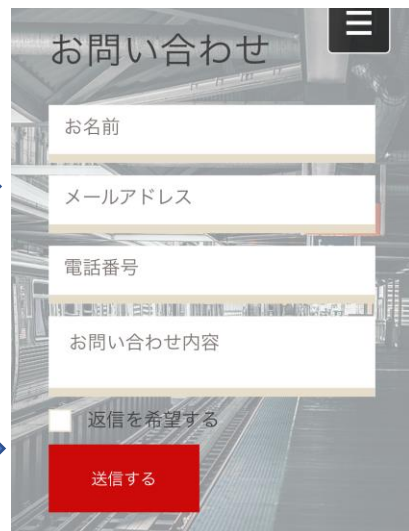 お問い合わせ
お名前
メールアドレス
電話番号
お問い合わせ内容
返信を希望する
送信する